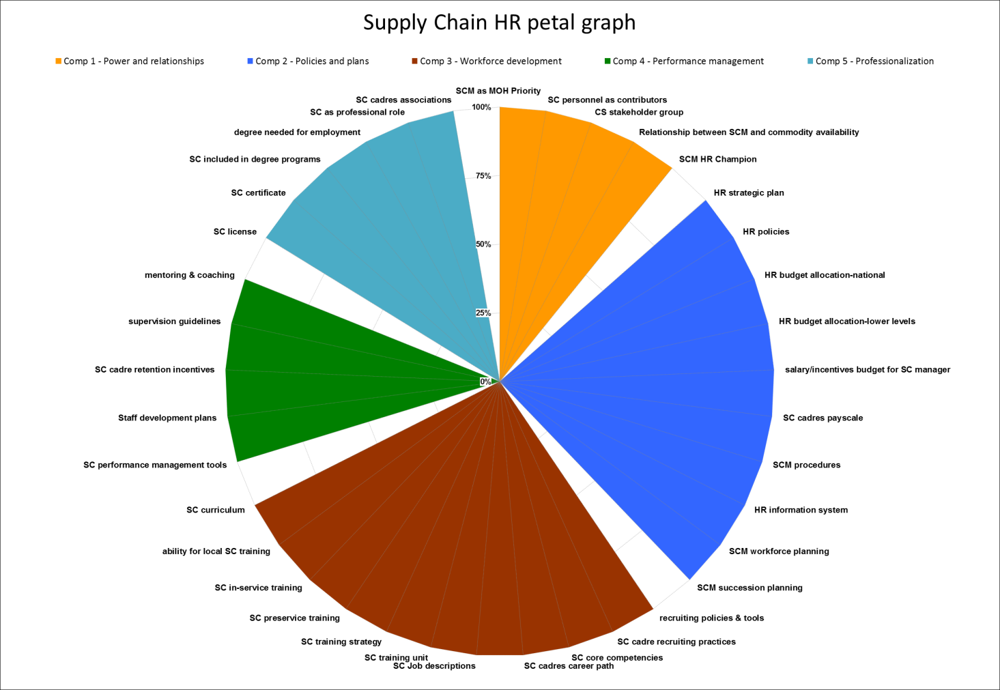 Supply Chain HR petal graph
Comp 1 - Power and relationships
Comp 2 - Policies and plans
Comp 3 - Workforce development
Comp 4 - Performance management
Comp 5 - Professionalization
SCM as MOH Priority
SC personnel as contributors
CS stakeholder group
Relationship between SCM and commodity availability
SCM HR Champion
HR strategic plan
HR policies
HR budget allocation-national
HR budget allocation-lower levels
salary/incentives budget for SC manager
SC cadres payscale
SCM procedures
HR information system
SCM workforce planning
SCM succession planning
recruiting policies & tools
SC cadre recruiting practices
SC core competencies
SC cadres career path
SC Job descriptions
SC training unit
SC training strategy
SC preservice training
SC in-service training
ability for local SC training
SC curriculum
SC performance management tools
Staff development plans
SC cadre retention incentives
supervision guidelines
mentoring & coaching
SC license
SC certificate
SC included in degree programs
degree needed for employment
SC as professional role
SC cadres associations
100%
75%
50%
25%
0%